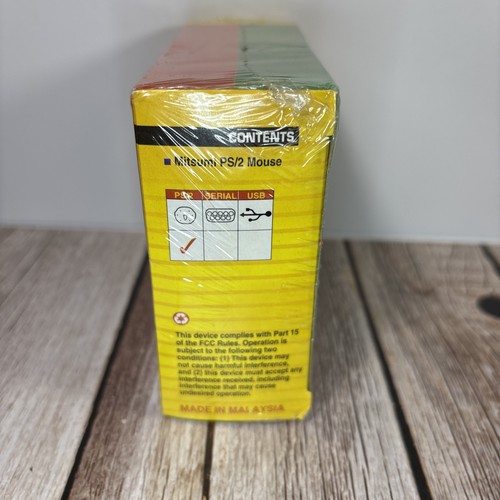 CONTENTS
■ Mitsumi PS/2 Mouse
PS/2 SERIAL USB
This device complies with Part 15
of the FCC Rules. Operation is
subject to the following two
conditions: (1) This device may
not cause harmful interference,
and (2) this device must accept any
interference received, including
interference that may cause
undesired operation.
MADE IN MALAYSIA